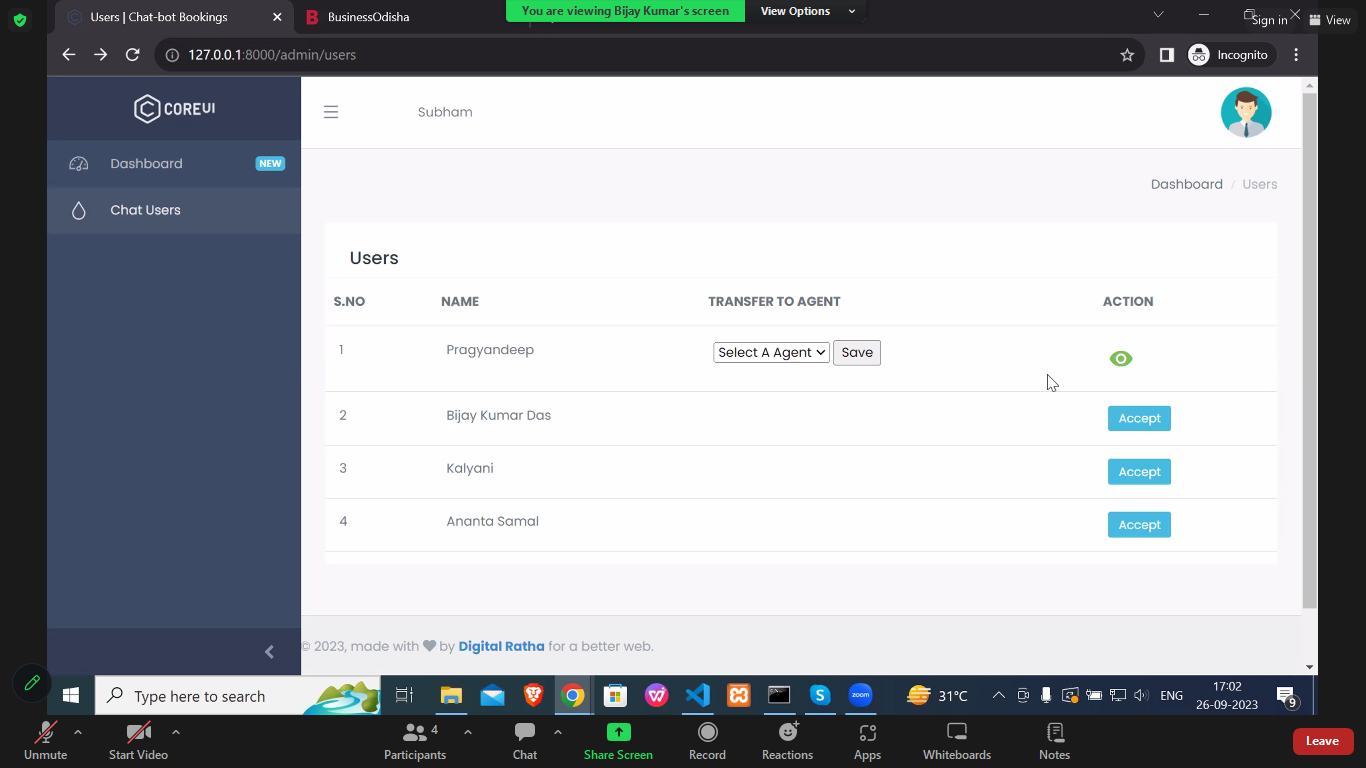 Users | Chat-bot Bookings
BusinessOdisha
You are viewing Bijay Kumar's screen
View Options
Sign in
View
127.0.0.1:8000/admin/users
Incognito
COREUI
Subham
Dashboard NEW
Chat Users
Dashboard / Users
Users
S.NO NAME TRANSFER TO AGENT ACTION
1 Pragyandeep Select A Agent Save
2 Bijay Kumar Das Accept
3 Kalyani Accept
4 Ananta Samal Accept
© 2023, made with by Digital Ratha for a better web.
Type here to search
zoom
31°C
ENG
17:02
26-09-2023
9
Unmute
Start Video
Participants 4
Chat
Share Screen
Record
Reactions
Apps
Whiteboards
Notes
Leave